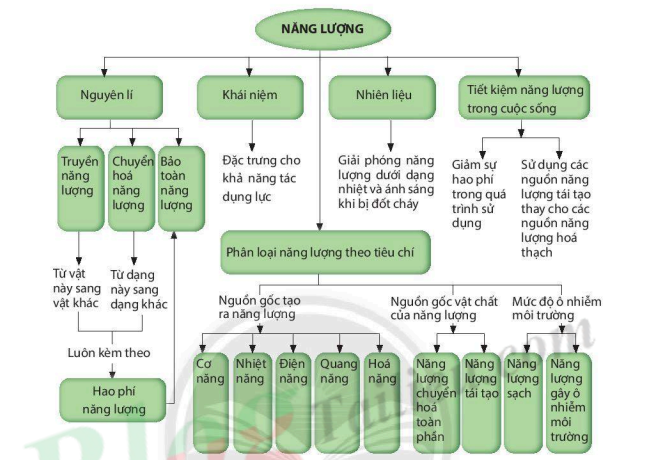 NĂNG LƯỢNG
Nguyên lí
Khái niệm
Nhiên liệu
Tiết kiệm năng lượng
trong cuộc sống
Truyền
năng
lượng
Chuyển
hoá
năng
lượng
Bảo
toàn
năng
lượng
Đặc trưng cho
khả năng tác
dụng lực
Giải phóng năng
lượng dưới dạng
nhiệt và ánh sáng
khi bị đốt cháy
Giảm sự
hao phí
trong quá
trình sử
dụng
Sử dụng các
nguồn năng
lượng tái tạo
thay cho các
nguồn năng
lượng hoá
thạch
Từ vật
này sang
vật khác
Từ dạng
này sang
dạng khác
Luôn kèm theo
Hao phí
năng lượng
Phân loại năng lượng theo tiêu chí
Nguồn gốc tạo
ra năng lượng
Nguồn gốc vật chất
của năng lượng
Mức độ ô nhiễm
môi trường
Cơ
năng
Nhiệt
năng
Điện
năng
Quang
năng
Hoá
năng
Năng
lượng
chuyển
hoá
toàn
phần
Năng
lượng
tái tạo
Năng
lượng
sạch
Năng
lượng
gây ô
nhiễm
môi
trường